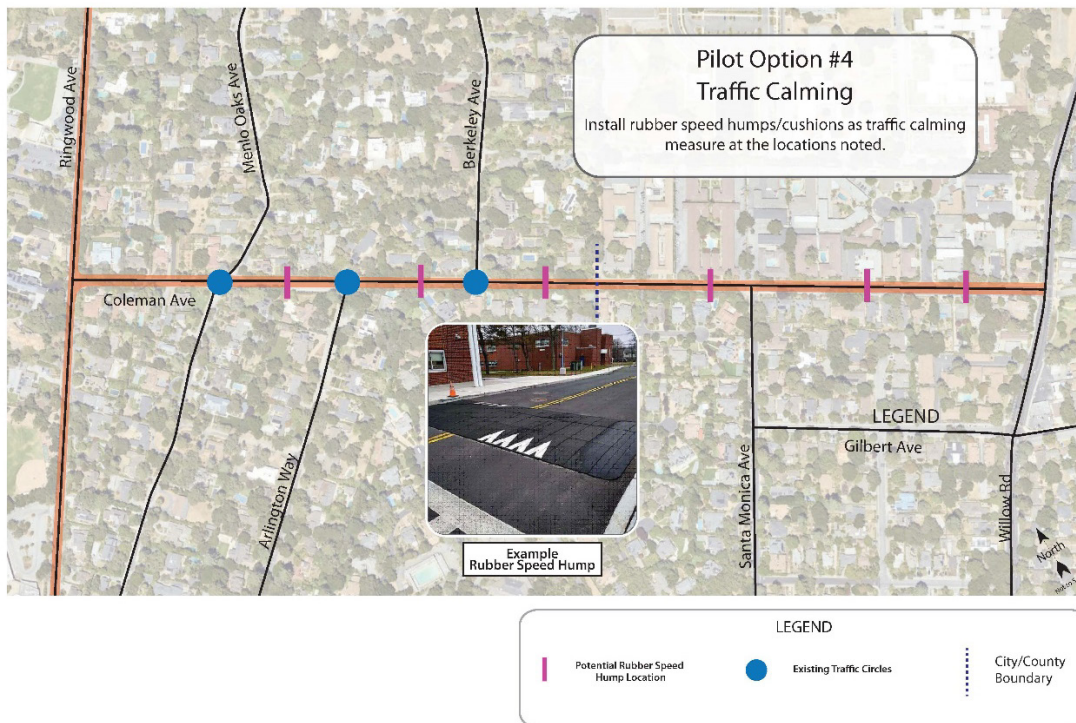 Pilot Option #4
Traffic Calming
Install rubber speed humps/cushions as traffic calming
measure at the locations noted.
Ringwood Ave
Menlo Oaks Ave
Berkeley Ave
Coleman Ave
Arlington Way
LEGEND
Gilbert Ave
Santa Monica Ave
Willow Rd
North
Example
Rubber Speed Hump
LEGEND
Potential Rubber Speed
Hump Location
Existing Traffic Circles
City/County
Boundary